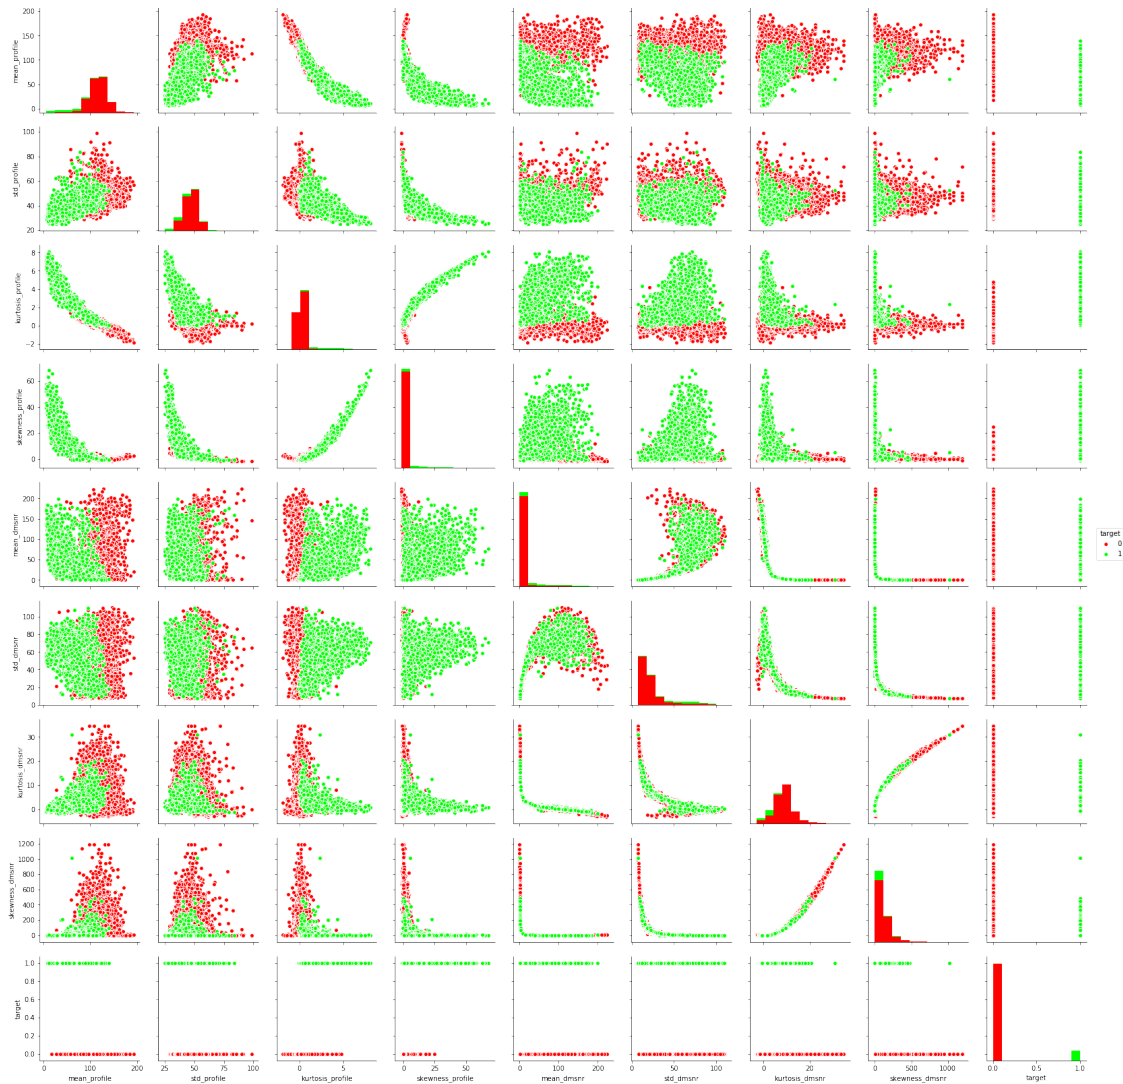 mean_profile
200
150
100
50
0
std_profile
100
80
60
40
20
kurtosis_profile
8
6
4
2
0
−2
skewness_profile
60
40
20
0
mean_dmsnr
200
150
100
50
0
target
0
1
std_dmsnr
100
80
60
40
20
0
kurtosis_dmsnr
30
20
10
0
skewness_dmsnr
1200
1000
800
600
400
200
0
target
1.0
0.8
0.6
0.4
0.2
0.0
0 100 200
25 50 75 100
0 5
0 25 50
0 100 200
0 50 100
0 20
0 500 1000
0.0 0.5 1.0
mean_profile
std_profile
kurtosis_profile
skewness_profile
mean_dmsnr
std_dmsnr
kurtosis_dmsnr
skewness_dmsnr
target